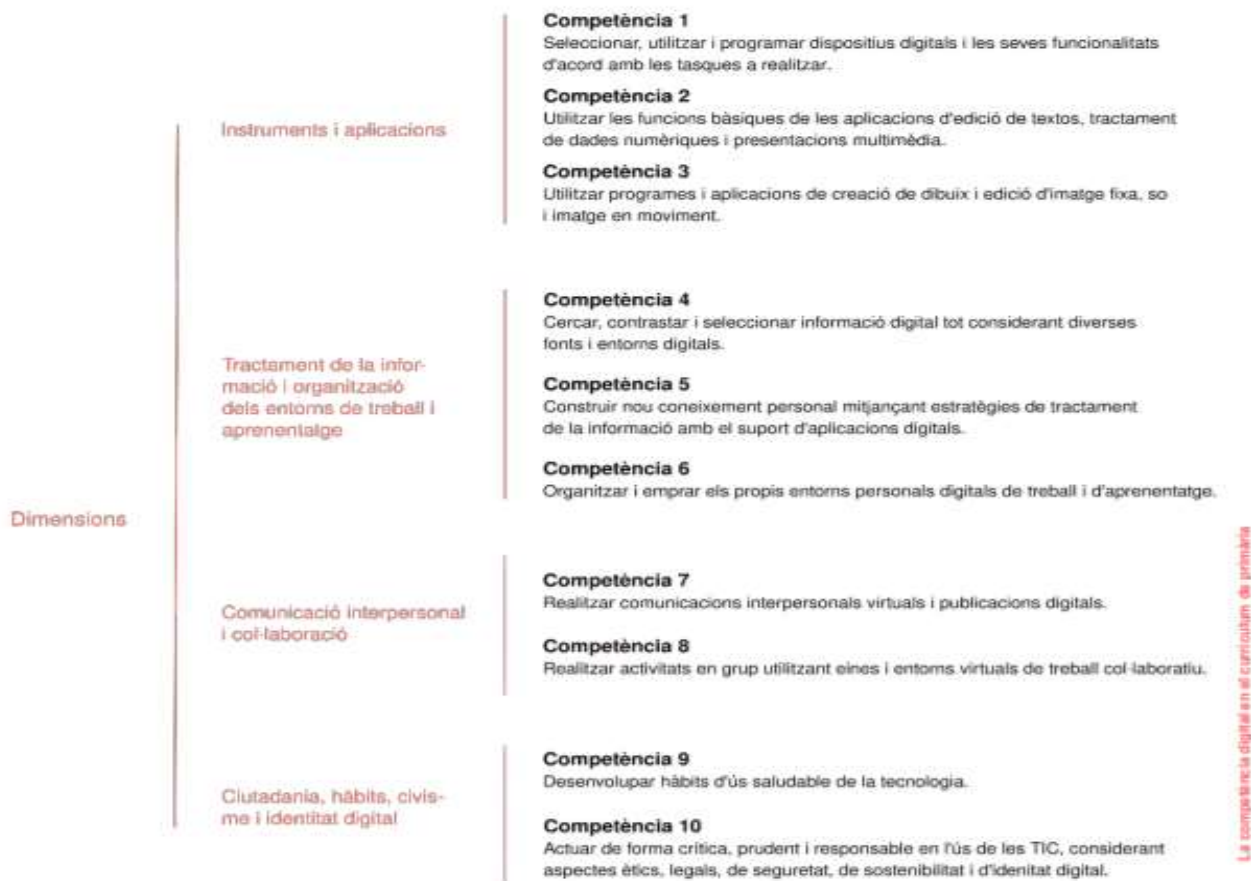 Dimensions
Instruments i aplicacions
Competència 1
Seleccionar, utilitzar i programar dispositius digitals i les seves funcionalitats
d'acord amb les tasques a realitzar.
Competència 2
Utilitzar les funcions bàsiques de les aplicacions d'edició de textos, tractament
de dades numèriques i presentacions multimèdia.
Competència 3
Utilitzar programes i aplicacions de creació de dibuix i edició d'imatge fixa, so
i imatge en moviment.
Tractament de la infor-
mació i organització
dels entorns de treball i
aprenentatge
Competència 4
Cercar, contrastar i seleccionar informació digital tot considerant diverses
fonts i entorns digitals.
Competència 5
Construir nou coneixement personal mitjançant estratègies de tractament
de la informació amb el suport d'aplicacions digitals.
Competència 6
Organitzar i emprar els propis entorns personals digitals de treball i d'aprenentatge.
Comunicació interpersonal
i col·laboració
Competència 7
Realitzar comunicacions interpersonals virtuals i publicacions digitals.
Competència 8
Realitzar activitats en grup utilitzant eines i entorns virtuals de treball col·laboratiu.
Ciutadania, hàbits, civis-
me i identitat digital
Competència 9
Desenvolupar hàbits d'ús saludable de la tecnologia.
Competència 10
Actuar de forma crítica, prudent i responsable en l'ús de les TIC, considerant
aspectes ètics, legals, de seguretat, de sostenibilitat i d'idenitat digital.
La competència digital en el currículum de primària